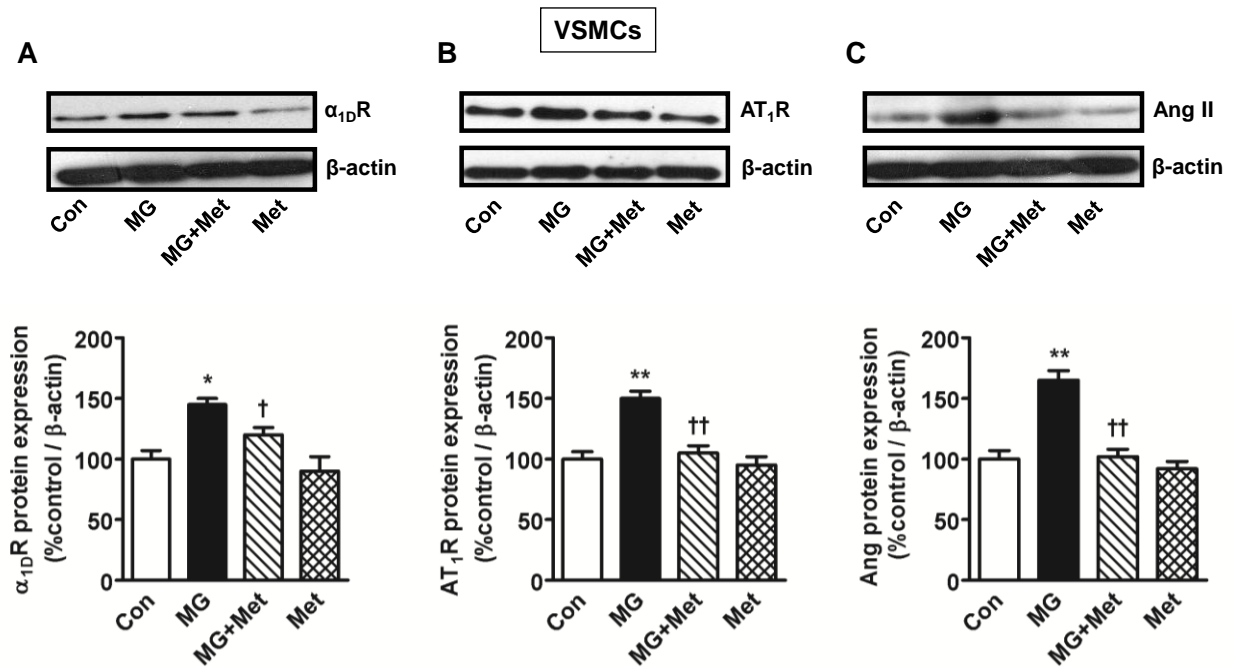 VSMCs
A
α1DR
β-actin
Con
MG
MG+Met
Met
200
150
100
50
0
α1DR protein expression
(%control / β-actin)
*
†
Con
MG
MG+Met
Met
B
AT1R
β-actin
Con
MG
MG+Met
Met
200
150
100
50
0
AT1R protein expression
(%control / β-actin)
**
††
Con
MG
MG+Met
Met
C
Ang II
β-actin
Con
MG
MG+Met
Met
200
150
100
50
0
Ang protein expression
(%control / β-actin)
**
††
Con
MG
MG+Met
Met